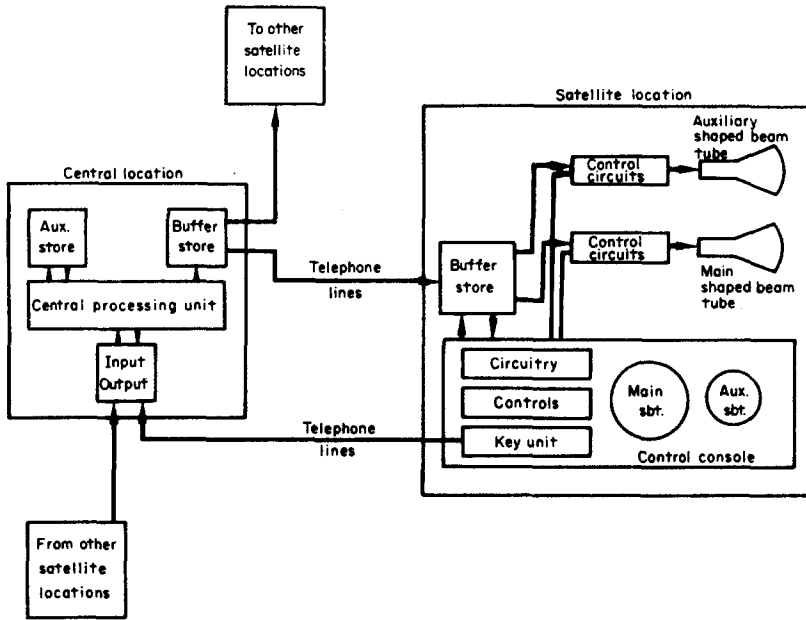 To other
satellite
locations
Satellite location
Auxiliary
shaped beam
tube
Control
circuits
Central location
Aux.
store
Buffer
store
Control
circuits
Main
shaped beam
tube
Telephone
lines
Buffer
store
Central processing unit
Input
Output
Circuitry
Controls
Key unit
Main
sbt.
Aux.
sbt.
Control console
Telephone
lines
From other
satellite
locations